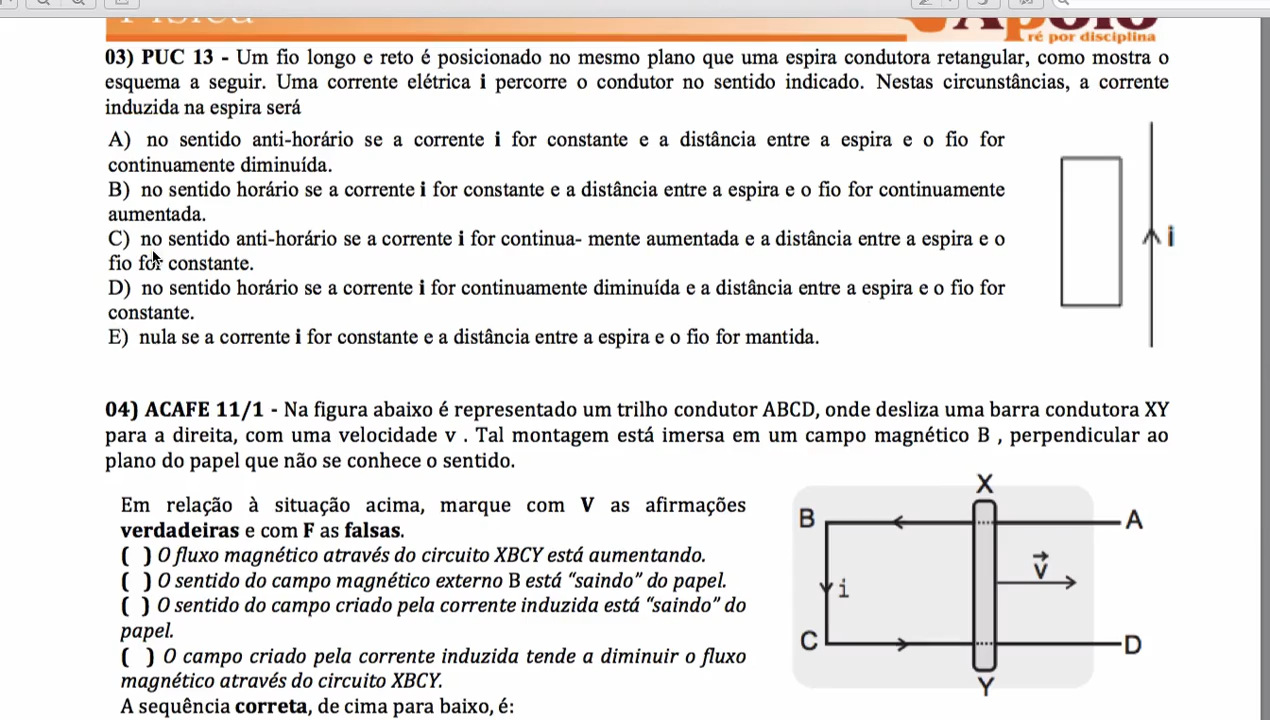 Física
Apoio
ré por disciplina
03) PUC 13 - Um fio longo e reto é posicionado no mesmo plano que uma espira condutora retangular, como mostra o
esquema a seguir. Uma corrente elétrica i percorre o condutor no sentido indicado. Nestas circunstâncias, a corrente
induzida na espira será
A) no sentido anti-horário se a corrente i for constante e a distância entre a espira e o fio for
continuamente diminuída.
B) no sentido horário se a corrente i for constante e a distância entre a espira e o fio for continuamente
aumentada.
C) no sentido anti-horário se a corrente i for continua- mente aumentada e a distância entre a espira e o
fio for constante.
D) no sentido horário se a corrente i for continuamente diminuída e a distância entre a espira e o fio for
constante.
E) nula se a corrente i for constante e a distância entre a espira e o fio for mantida.
i
04) ACAFE 11/1 - Na figura abaixo é representado um trilho condutor ABCD, onde desliza uma barra condutora XY
para a direita, com uma velocidade v . Tal montagem está imersa em um campo magnético B , perpendicular ao
plano do papel que não se conhece o sentido.
Em relação à situação acima, marque com V as afirmações
verdadeiras e com F as falsas.
( ) O fluxo magnético através do circuito XBCY está aumentando.
( ) O sentido do campo magnético externo B está “saindo” do papel.
( ) O sentido do campo criado pela corrente induzida está “saindo” do
papel.
( ) O campo criado pela corrente induzida tende a diminuir o fluxo
magnético através do circuito XBCY.
A sequência correta, de cima para baixo, é:
X
B
A
v
i
C
D
Y